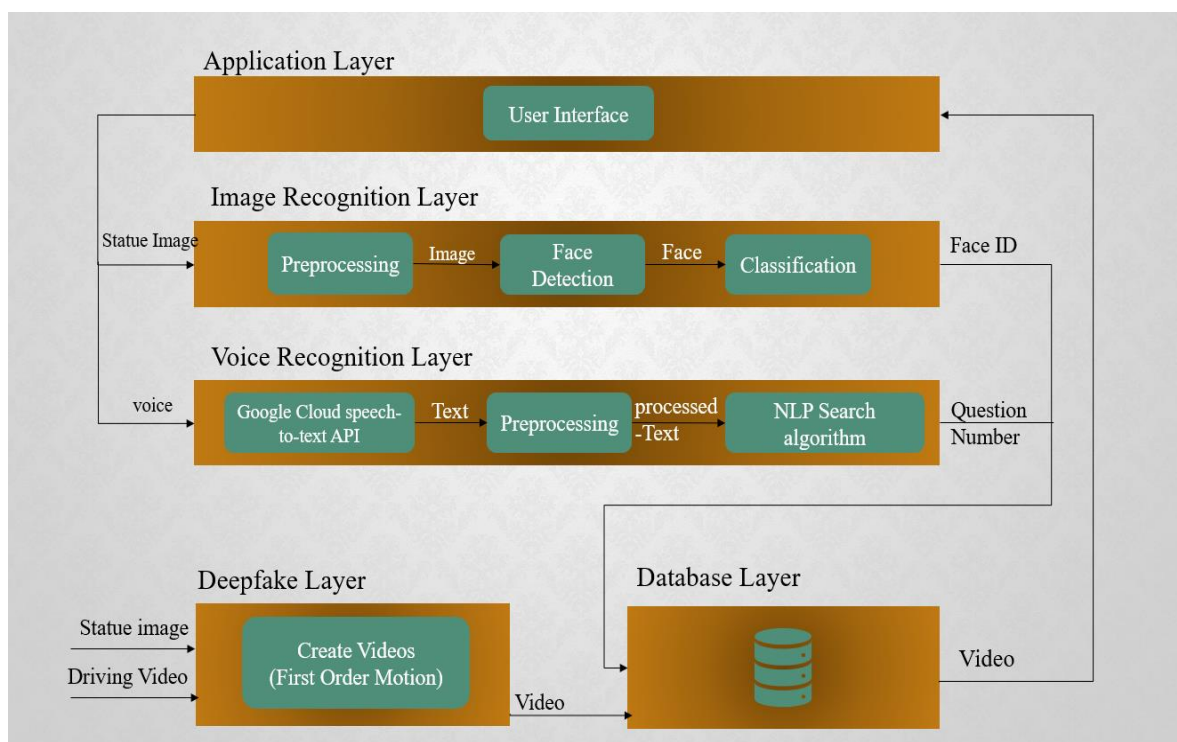 Application Layer
User Interface
Image Recognition Layer
Statue Image
Preprocessing
Image
Face
Detection
Face
Classification
Face ID
Voice Recognition Layer
voice
Google Cloud speech-
to-text API
Text
Preprocessing
processed
-Text
NLP Search
algorithm
Question
Number
Deepfake Layer
Statue image
Driving Video
Create Videos
(First Order Motion)
Video
Database Layer
Video